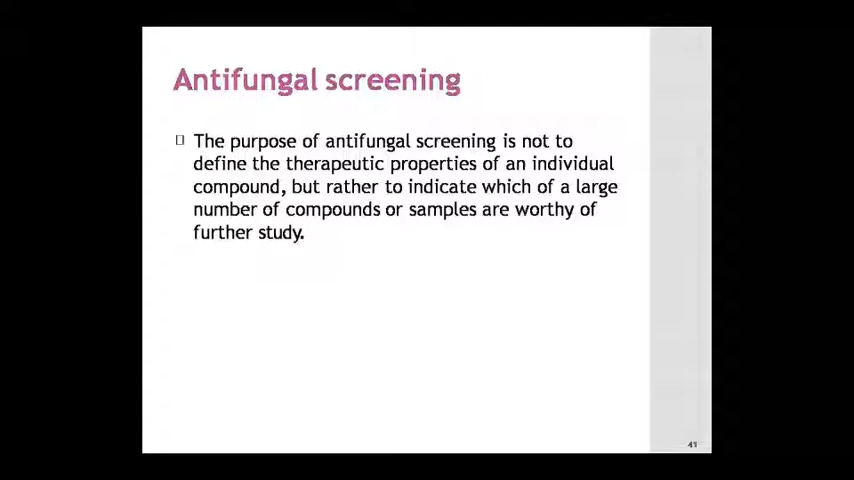 Antifungal screening
The purpose of antifungal screening is not to
define the therapeutic properties of an individual
compound, but rather to indicate which of a large
number of compounds or samples are worthy of
further study.
41